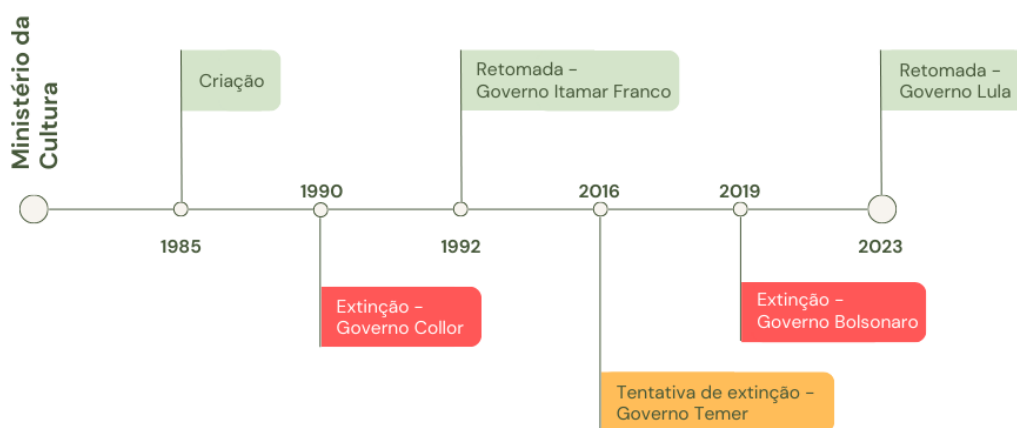 Ministério da
Cultura
Criação
1985
1990
Extinção -
Governo Collor
Retomada -
Governo Itamar Franco
1992
2016
Tentativa de extinção -
Governo Temer
2019
Extinção -
Governo Bolsonaro
Retomada -
Governo Lula
2023